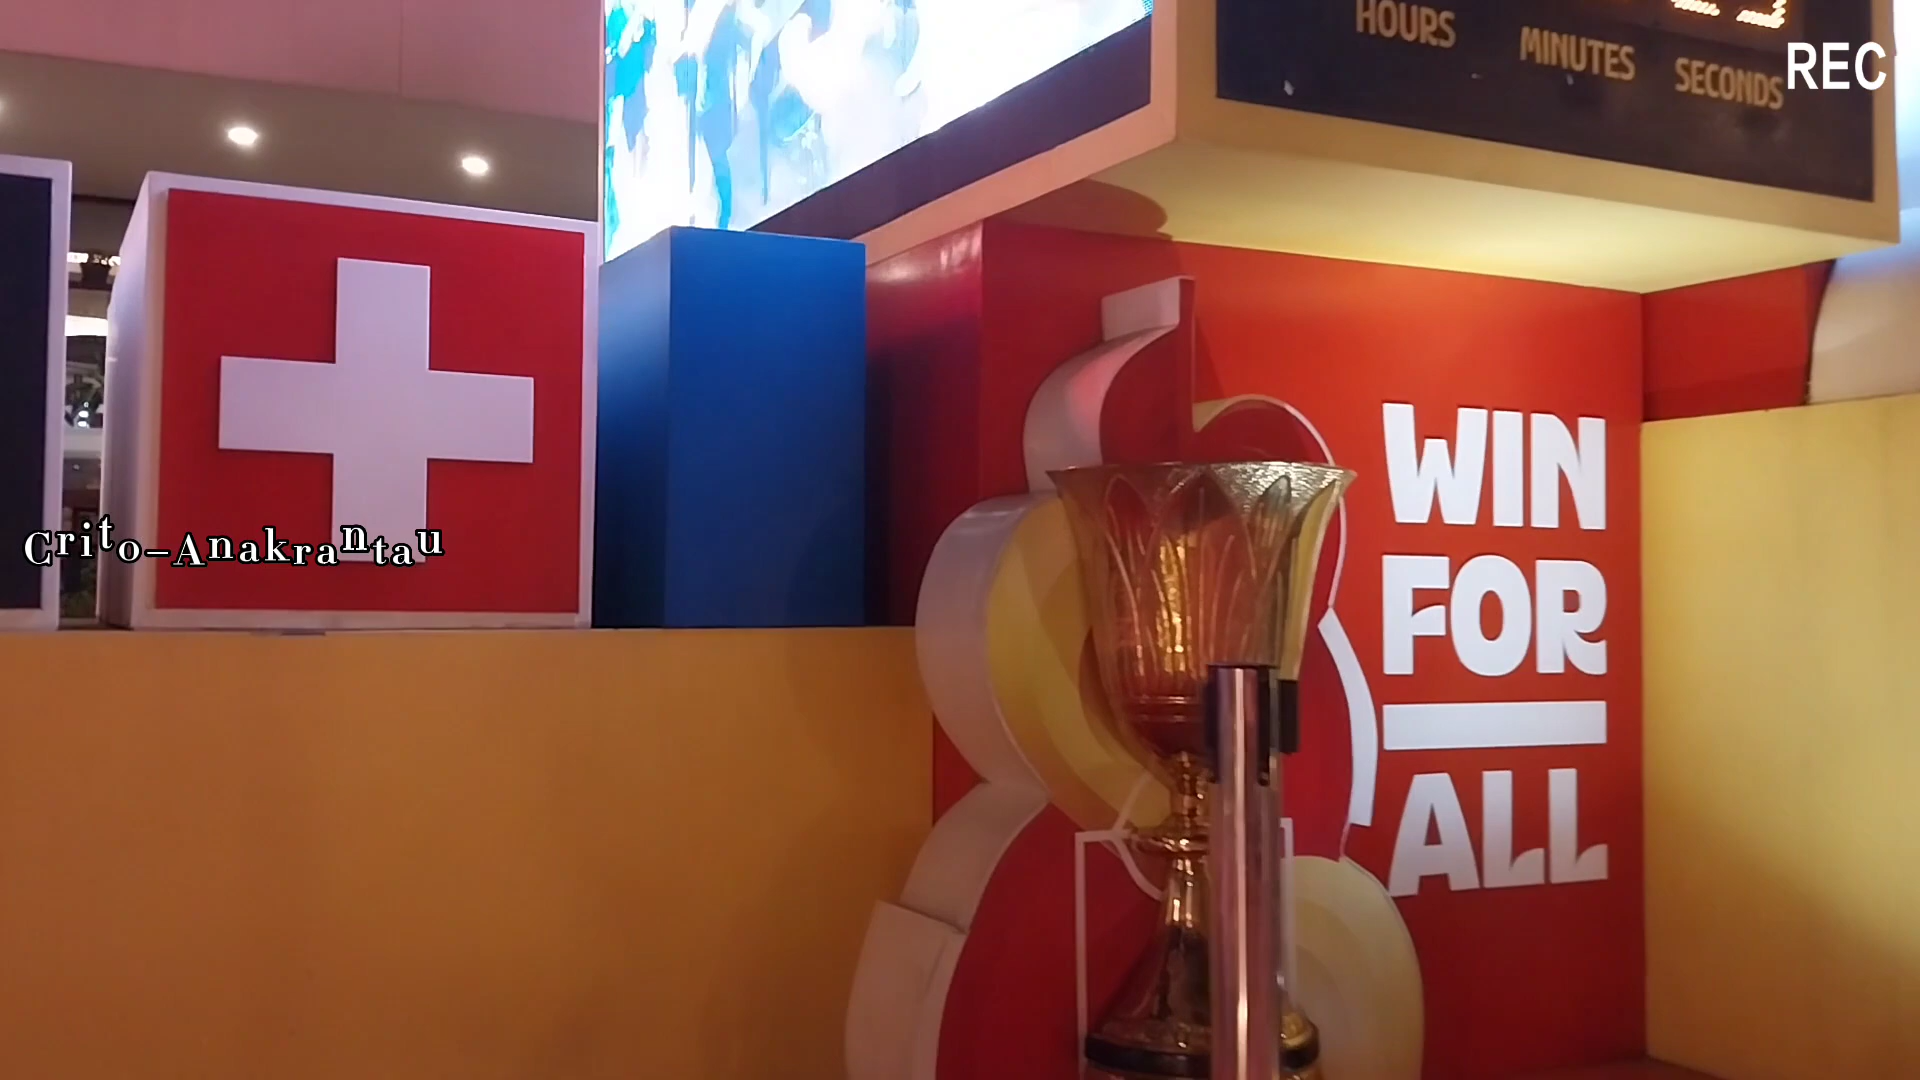 HOURS MINUTES SECONDS
REC
WIN
FOR
ALL
Crito-Anakrantau